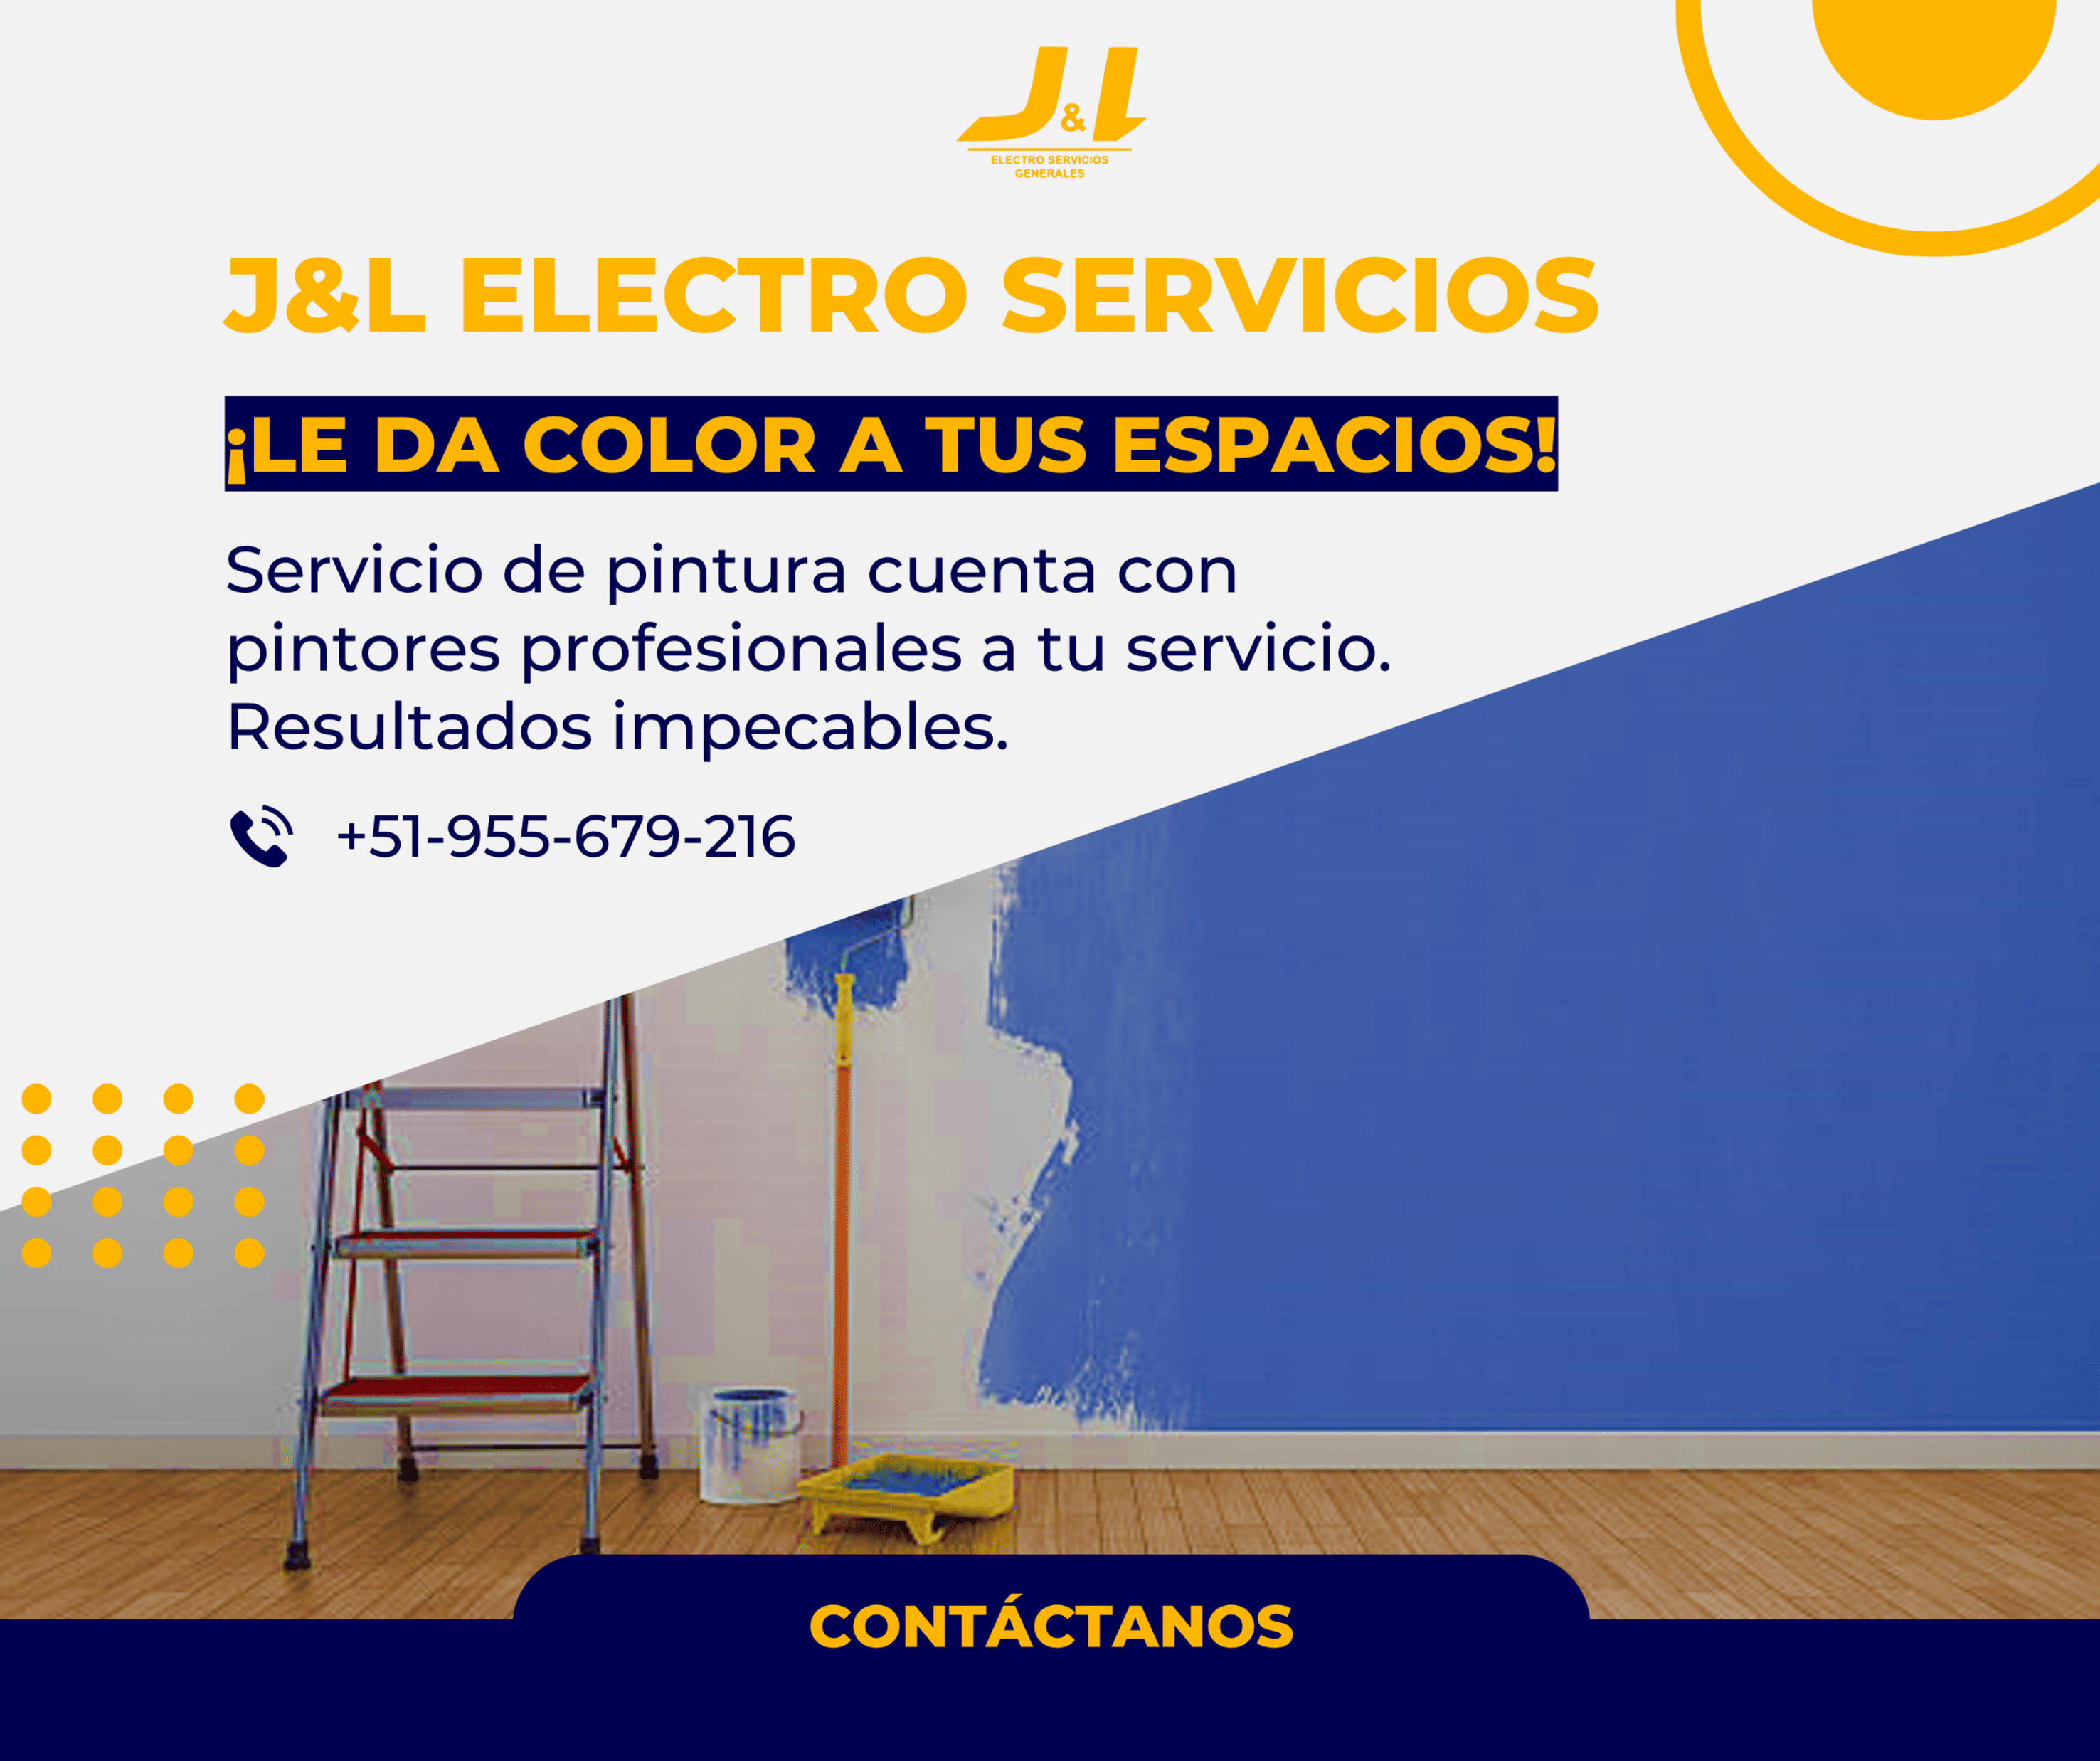 J&L
ELECTRO SERVICIOS
GENERALES
J&L ELECTRO SERVICIOS
¡LE DA COLOR A TUS ESPACIOS!
Servicio de pintura cuenta con
pintores profesionales a tu servicio.
Resultados impecables.
+51-955-679-216
CONTÁCTANOS